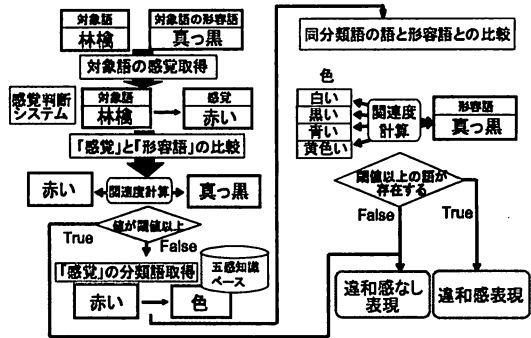 対象語
林檎
対象語の形容語
真っ黒
対象語の感覚取得
感覚判断
システム
対象語
林檎
感覚
赤い
「感覚」と「形容語」の比較
赤い
関連度計算
真っ黒
値が閾値以上
True
False
「感覚」の分類語取得
五感知識
ベース
赤い
色
同分類語の語と形容語との比較
色
白い
黒い
青い
黄色い
関連度
計算
形容語
真っ黒
閾値以上の語が
存在する
False
True
違和感なし
表現
違和感表現